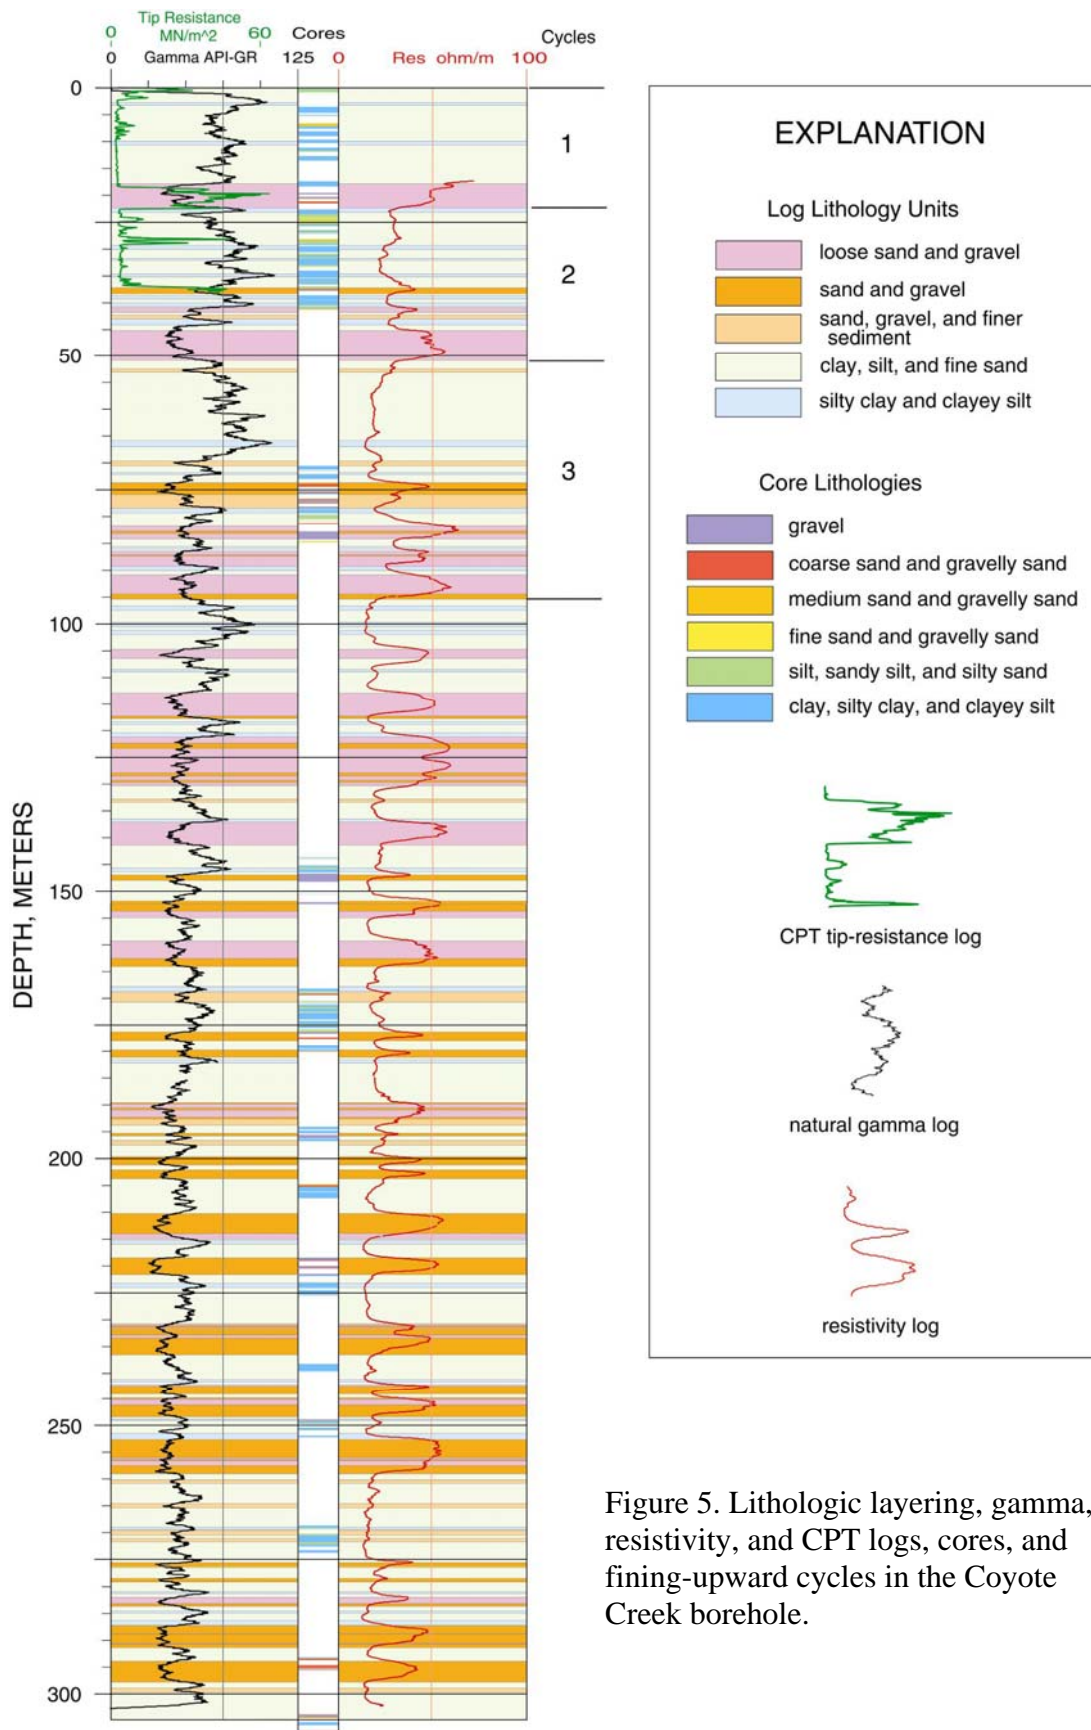 Tip Resistance
0 MN/m^2 60 Cores
0 Gamma API-GR 125 0 Res ohm/m 100
Cycles
0
50
100
150
200
250
300
DEPTH, METERS
1
2
3
EXPLANATION
Log Lithology Units
loose sand and gravel
sand and gravel
sand, gravel, and finer
sediment
clay, silt, and fine sand
silty clay and clayey silt
Core Lithologies
gravel
coarse sand and gravelly sand
medium sand and gravelly sand
fine sand and gravelly sand
silt, sandy silt, and silty sand
clay, silty clay, and clayey silt
CPT tip-resistance log
natural gamma log
resistivity log
Figure 5. Lithologic layering, gamma,
resistivity, and CPT logs, cores, and
fining-upward cycles in the Coyote
Creek borehole.